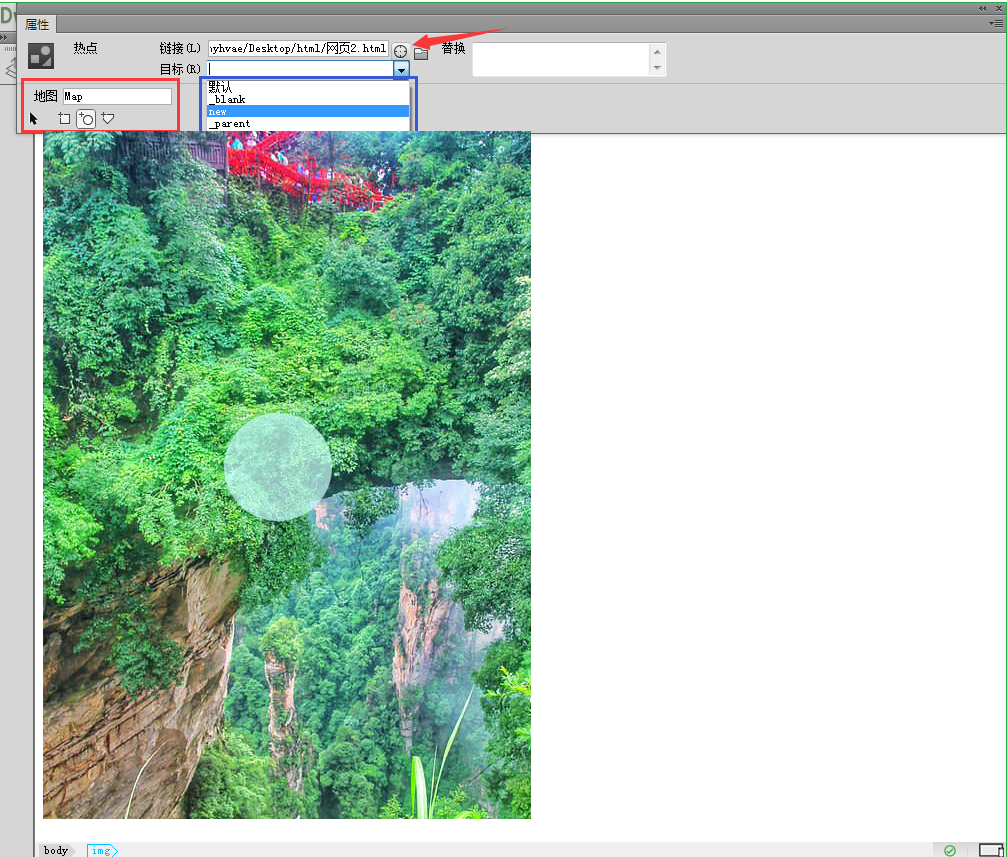 属性
热点
链接(L)
yhvae/Desktop/html/网页2.html
替换
目标(R)
默认
_blank
new
_parent
地图 Map
body
img